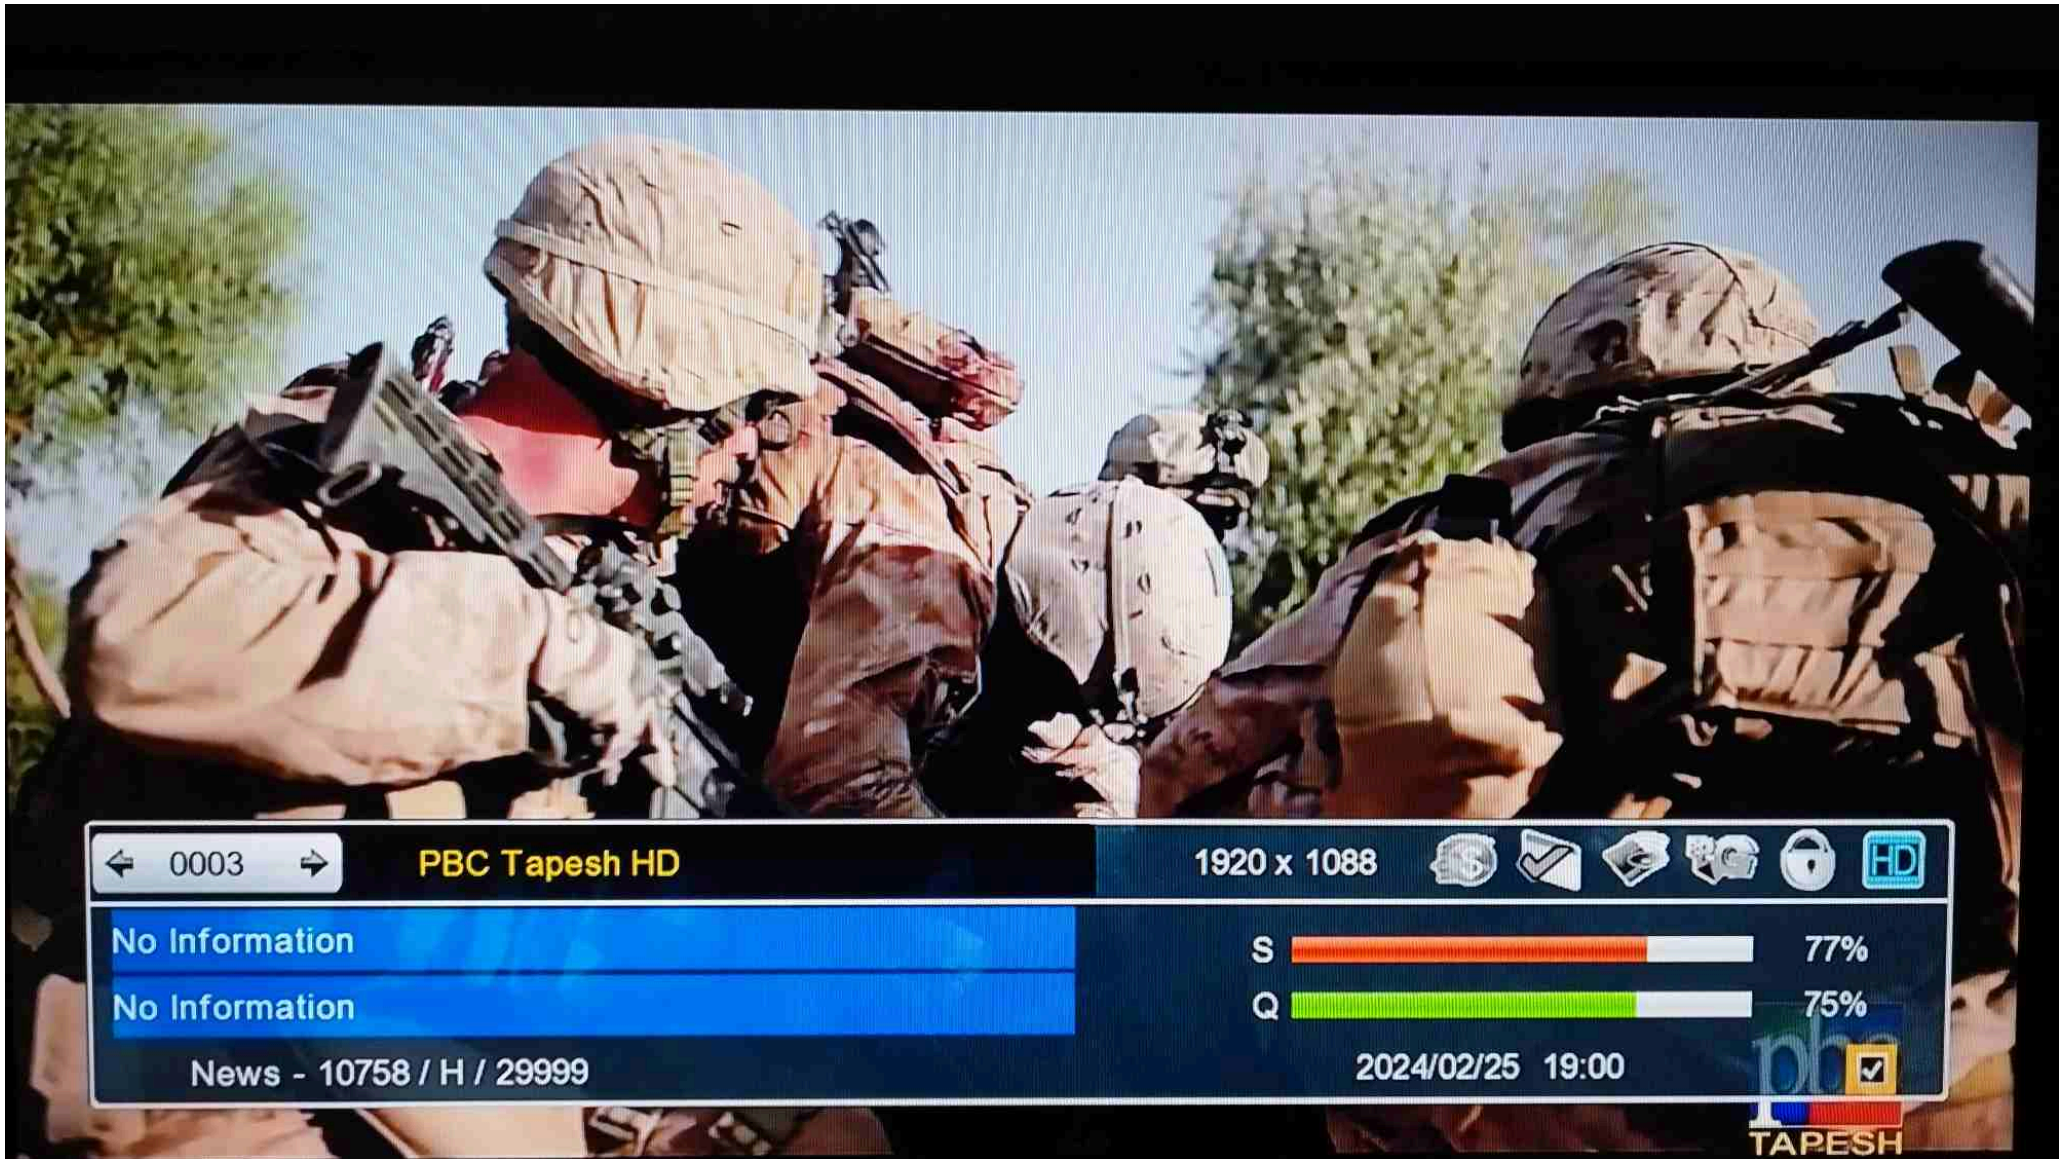 0003 PBC Tapesh HD 1920 x 1088 HD
No Information
S 77%
No Information
Q 75%
News - 10758 / H / 29999
2024/02/25 19:00
pbc
TAPESH